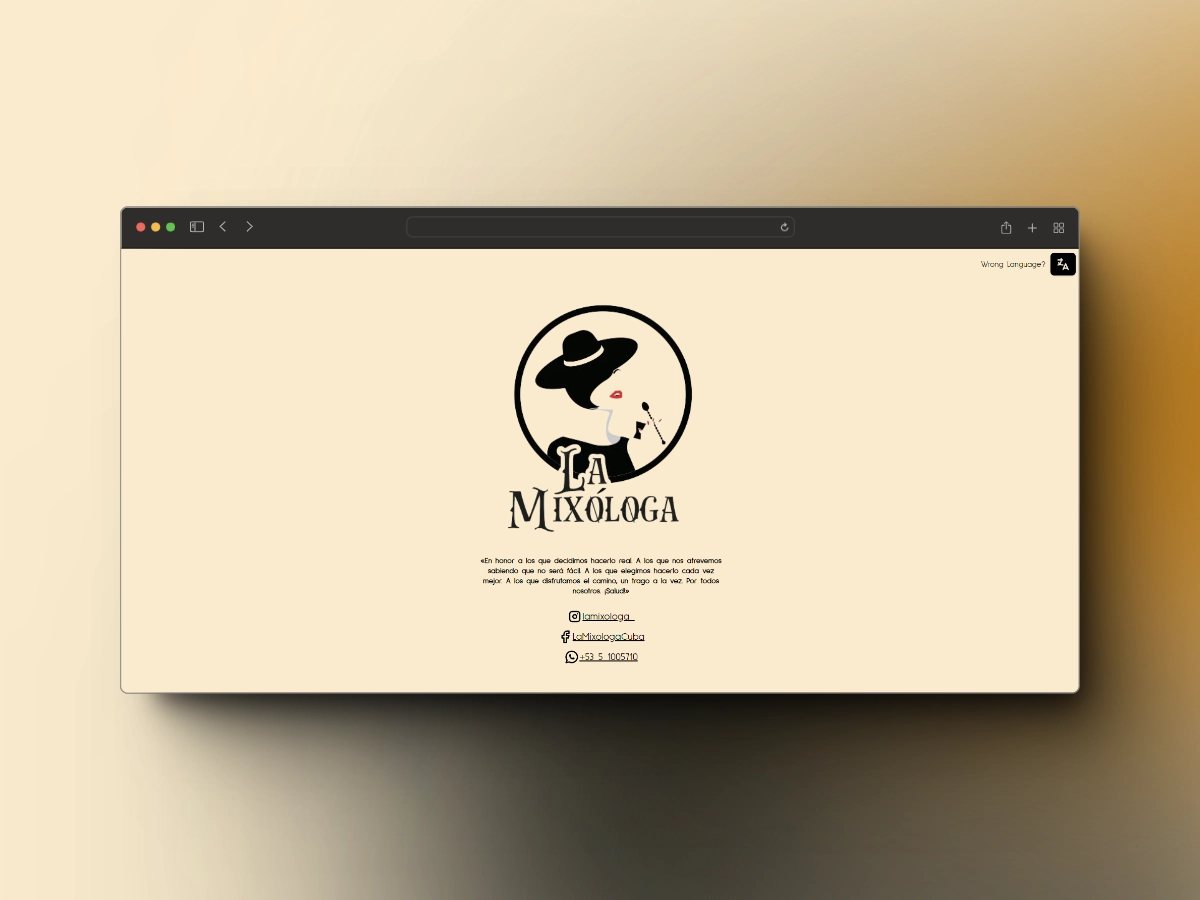 Wrong Language?
LA
MIXÓLOGA
«En honor a los que decidimos hacerlo real. A los que nos atrevemos
sabiendo que no será fácil. A los que elegimos hacerlo cada vez
mejor. A los que disfrutamos el camino, un trago a la vez. Por todos
nosotros. ¡Salud!»
lamixologa_
LaMixologaCuba
+53 5 1005710